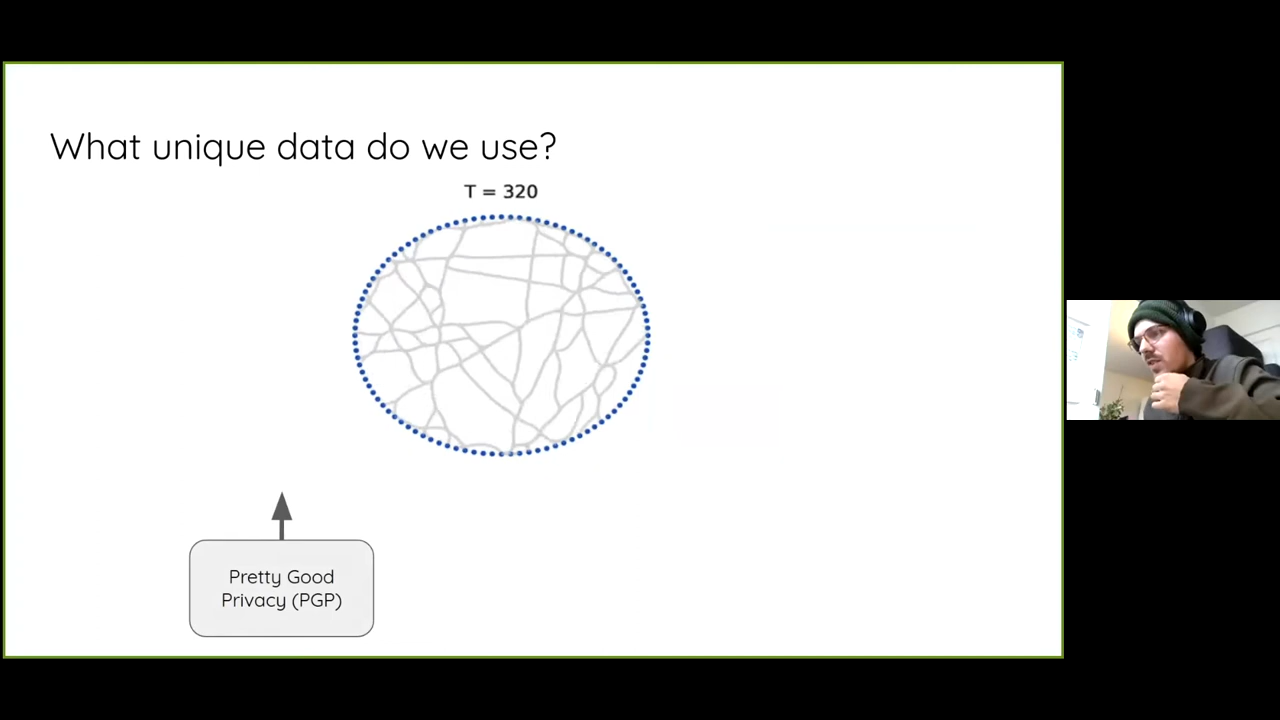 What unique data do we use?
T = 320
Pretty Good
Privacy (PGP)